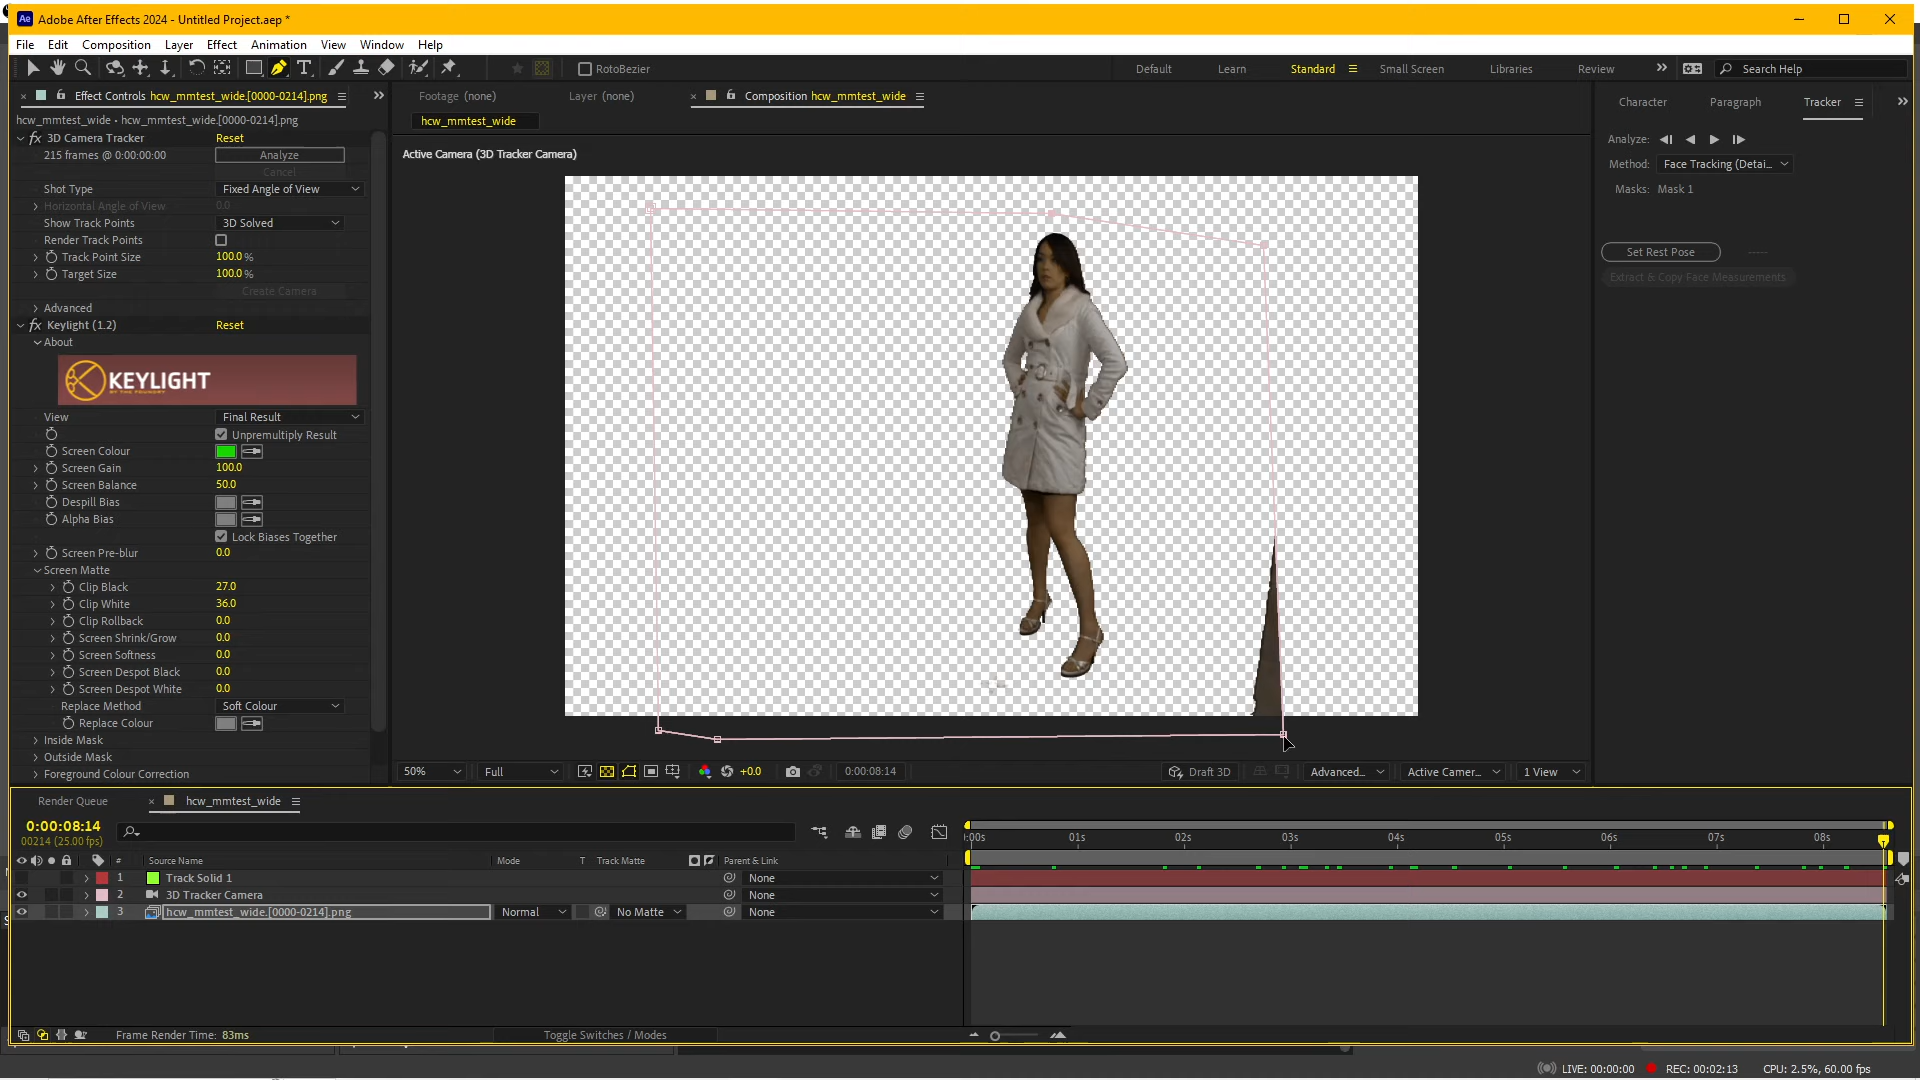 Adobe After Effects 2024 - Untitled Project.aep *
File Edit Composition Layer Effect Animation View Window Help
RotoBezier Default Learn Standard Small Screen Libraries Review Search Help
Effect Controls hcw_mmtest_wide.[0000-0214].png
Footage (none) Layer (none) Composition hcw_mmtest_wide
Character Paragraph Tracker
hcw_mmtest_wide • hcw_mmtest_wide.[0000-0214].png
hcw_mmtest_wide
fx 3D Camera Tracker Reset
215 frames @ 0:00:00:00 Analyze
Cancel
Active Camera (3D Tracker Camera)
Analyze:
Method: Face Tracking (Detai...
Masks: Mask 1
Set Rest Pose -----
Extract & Copy Face Measurements
Shot Type Fixed Angle of View
Horizontal Angle of View 0.0
Show Track Points 3D Solved
Render Track Points
Track Point Size 100.0 %
Target Size 100.0 %
Create Camera
Advanced
fx Keylight (1.2) Reset
About
KEYLIGHT
BY THE FOUNDRY
View Final Result
Unpremultiply Result
Screen Colour
Screen Gain 100.0
Screen Balance 50.0
Despill Bias
Alpha Bias
Lock Biases Together
Screen Pre-blur 0.0
Screen Matte
Clip Black 27.0
Clip White 36.0
Clip Rollback 0.0
Screen Shrink/Grow 0.0
Screen Softness 0.0
Screen Despot Black 0.0
Screen Despot White 0.0
Replace Method Soft Colour
Replace Colour
Inside Mask
Outside Mask
Foreground Colour Correction
50% Full +0.0 0:00:08:14 Draft 3D Advanced... Active Camer... 1 View
Render Queue hcw_mmtest_wide
0:00:08:14
00214 (25.00 fps)
:00s 01s 02s 03s 04s 05s 06s 07s 08s
# Source Name Mode T Track Matte Parent & Link
1 Track Solid 1 None
2 3D Tracker Camera None
3 hcw_mmtest_wide.[0000-0214].png Normal No Matte None
Frame Render Time: 83ms Toggle Switches / Modes
LIVE: 00:00:00 REC: 00:02:13 CPU: 2.5%, 60.00 fps